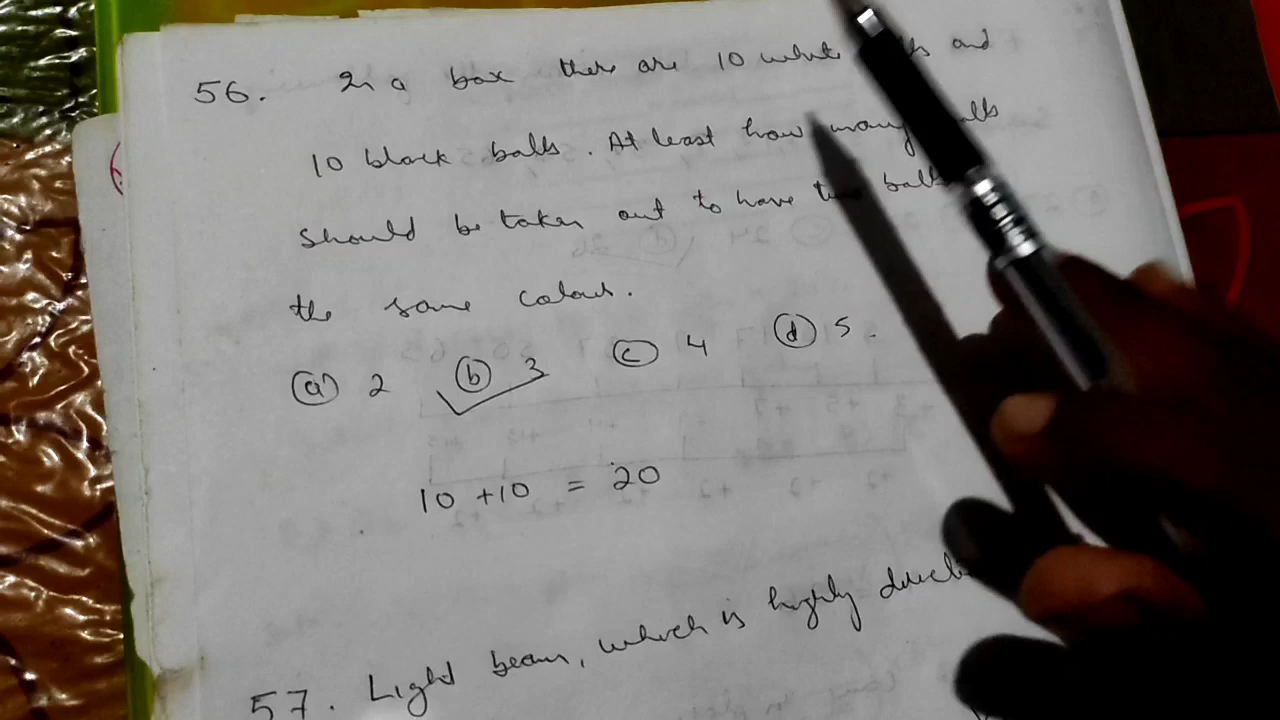 56. In a box there are 10 white and
10 black balls. At least how many balls
should be taken out to have two balls
the same colour.
(a) 2 (b) 3 (c) 4 (d) 5.
10 + 10 = 20
57. Light beam, which is highly